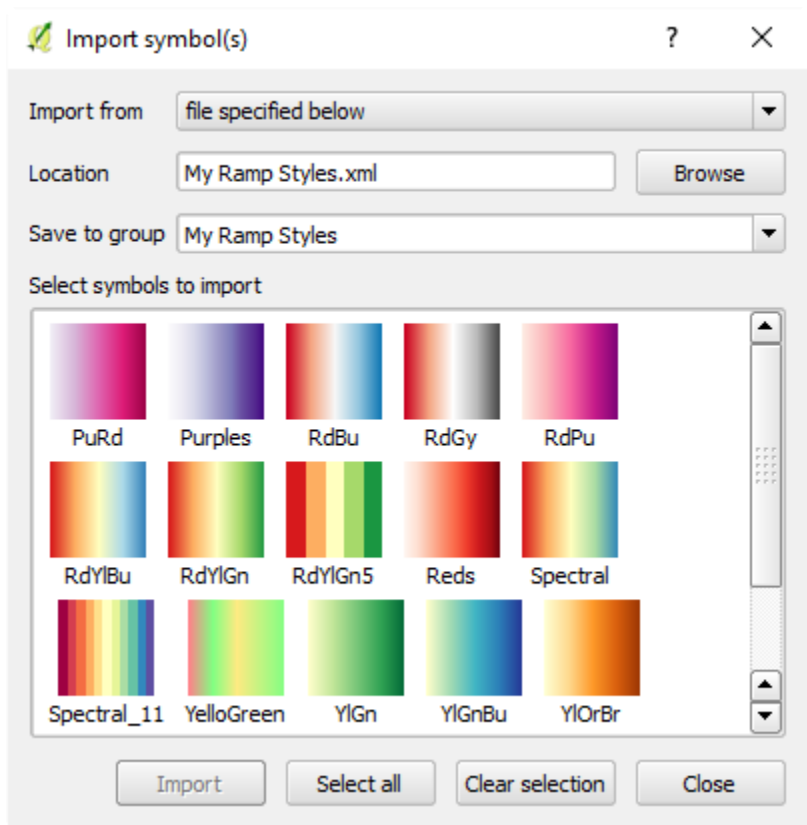 Import symbol(s) ?
Import from file specified below
Location My Ramp Styles.xml Browse
Save to group My Ramp Styles
Select symbols to import
PuRd Purples RdBu RdGy RdPu
RdYlBu RdYlGn RdYlGn5 Reds Spectral
Spectral_11 YelloGreen YlGn YlGnBu YlOrBr
Import Select all Clear selection Close